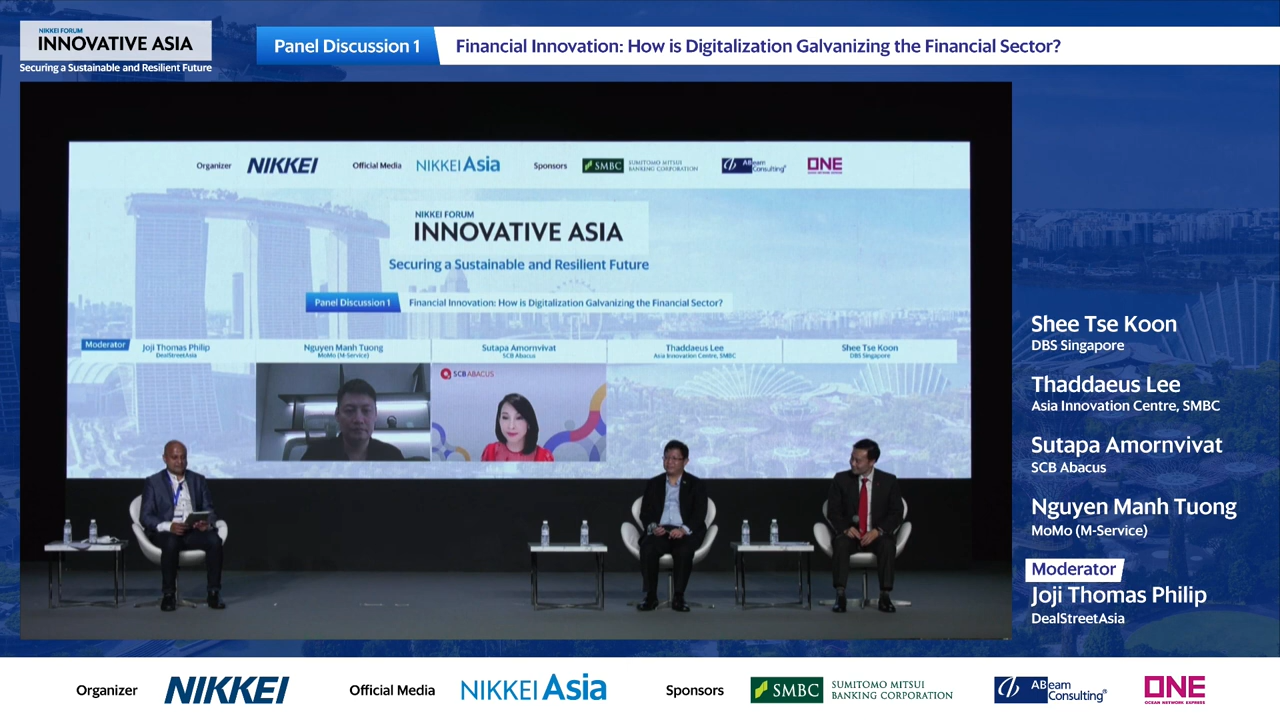 NIKKEI FORUM
INNOVATIVE ASIA
Securing a Sustainable and Resilient Future
Panel Discussion 1
Financial Innovation: How is Digitalization Galvanizing the Financial Sector?
Organizer NIKKEI Official Media NIKKEI Asia Sponsors SMBC SUMITOMO MITSUI BANKING CORPORATION ABeam Consulting ONE
NIKKEI FORUM
INNOVATIVE ASIA
Securing a Sustainable and Resilient Future
Panel Discussion 1 Financial Innovation: How is Digitalization Galvanizing the Financial Sector?
Moderator Joji Thomas Philip
DealStreetAsia
Nguyen Manh Tuong
MoMo (M-Service)
Sutapa Amornvivat
SCB Abacus
Thaddaeus Lee
Asia Innovation Centre, SMBC
Shee Tse Koon
DBS Singapore
SCB ABACUS
Shee Tse Koon
DBS Singapore
Thaddaeus Lee
Asia Innovation Centre, SMBC
Sutapa Amornvivat
SCB Abacus
Nguyen Manh Tuong
MoMo (M-Service)
Moderator
Joji Thomas Philip
DealStreetAsia
Organizer NIKKEI Official Media NIKKEI Asia Sponsors SMBC SUMITOMO MITSUI
BANKING CORPORATION
ABeam
Consulting®
ONE
OCEAN NETWORK EXPRESS